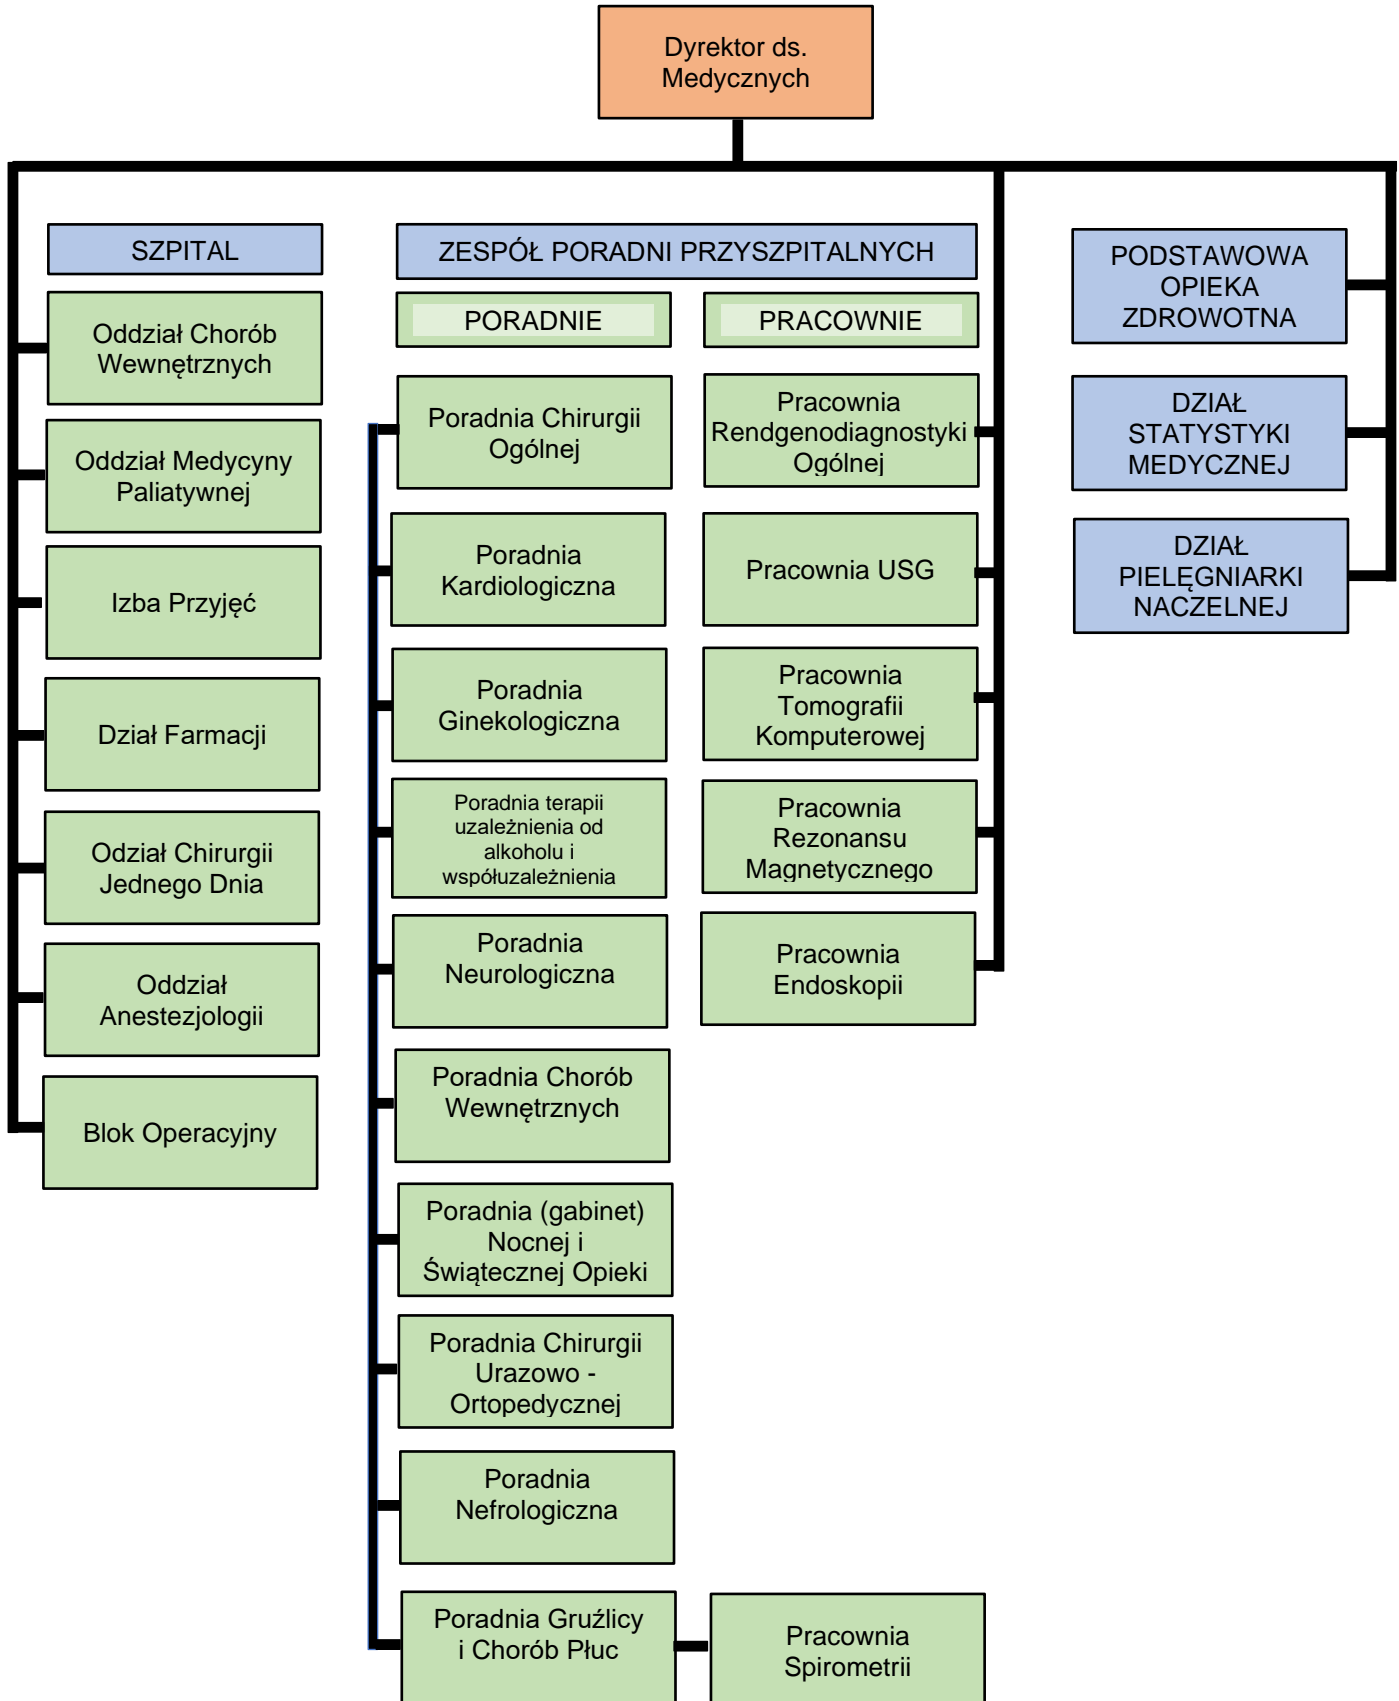 Dyrektor ds.
Medycznych
SZPITAL
Oddział Chorób
Wewnętrznych
Oddział Medycyny
Paliatywnej
Izba Przyjęć
Dział Farmacji
Odział Chirurgii
Jednego Dnia
Oddział
Anestezjologii
Blok Operacyjny
ZESPÓŁ PORADNI PRZYSZPITALNYCH
PORADNIE
Poradnia Chirurgii
Ogólnej
Poradnia
Kardiologiczna
Poradnia
Ginekologiczna
Poradnia terapii
uzależnienia od
alkoholu i
współuzależnienia
Poradnia
Neurologiczna
Poradnia Chorób
Wewnętrznych
Poradnia (gabinet)
Nocnej i
Świątecznej Opieki
Poradnia Chirurgii
Urazowo -
Ortopedycznej
Poradnia
Nefrologiczna
Poradnia Gruźlicy
i Chorób Płuc
PRACOWNIE
Pracownia
Rendgenodiagnostyki
Ogólnej
Pracownia USG
Pracownia
Tomografii
Komputerowej
Pracownia
Rezonansu
Magnetycznego
Pracownia
Endoskopii
Pracownia
Spirometrii
PODSTAWOWA
OPIEKA
ZDROWOTNA
DZIAŁ
STATYSTYKI
MEDYCZNEJ
DZIAŁ
PIELĘGNIARKI
NACZELNEJ